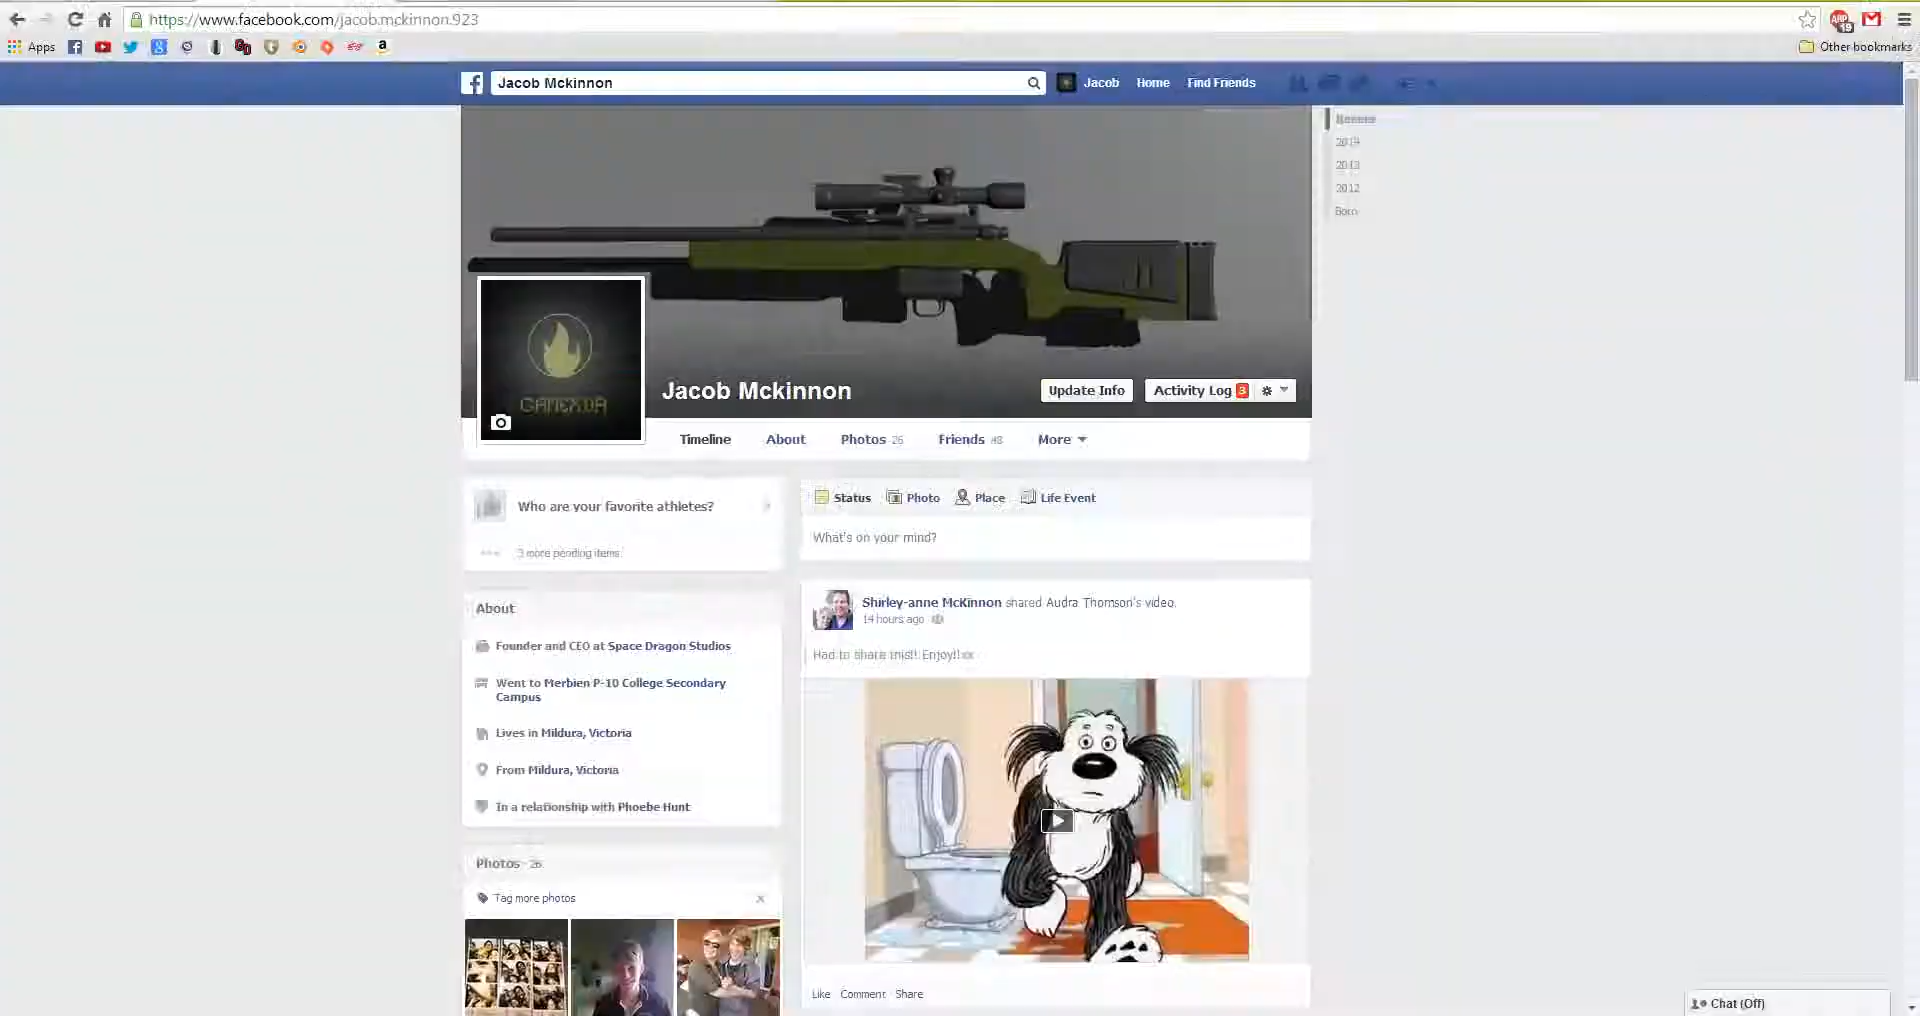 https://www.facebook.com/jacob.mckinnon.923
ABP
19
Apps
Other bookmarks
Jacob Mckinnon
Jacob
Home
Find Friends
2014
2013
2012
Born
GAMEXDA
Jacob Mckinnon
Update Info
Activity Log 3
Timeline
About
Photos 26
Friends 48
More
Who are your favorite athletes?
3 more pending items
Status
Photo
Place
Life Event
What's on your mind?
Shirley-anne McKinnon shared Audra Thomson's video.
14 hours ago
Had to share this!! Enjoy!! xx
About
Founder and CEO at Space Dragon Studios
Went to Merbien P-10 College Secondary
Campus
Lives in Mildura, Victoria
From Mildura, Victoria
In a relationship with Phoebe Hunt
Photos · 26
Tag more photos
Like
Comment
Share
Chat (Off)